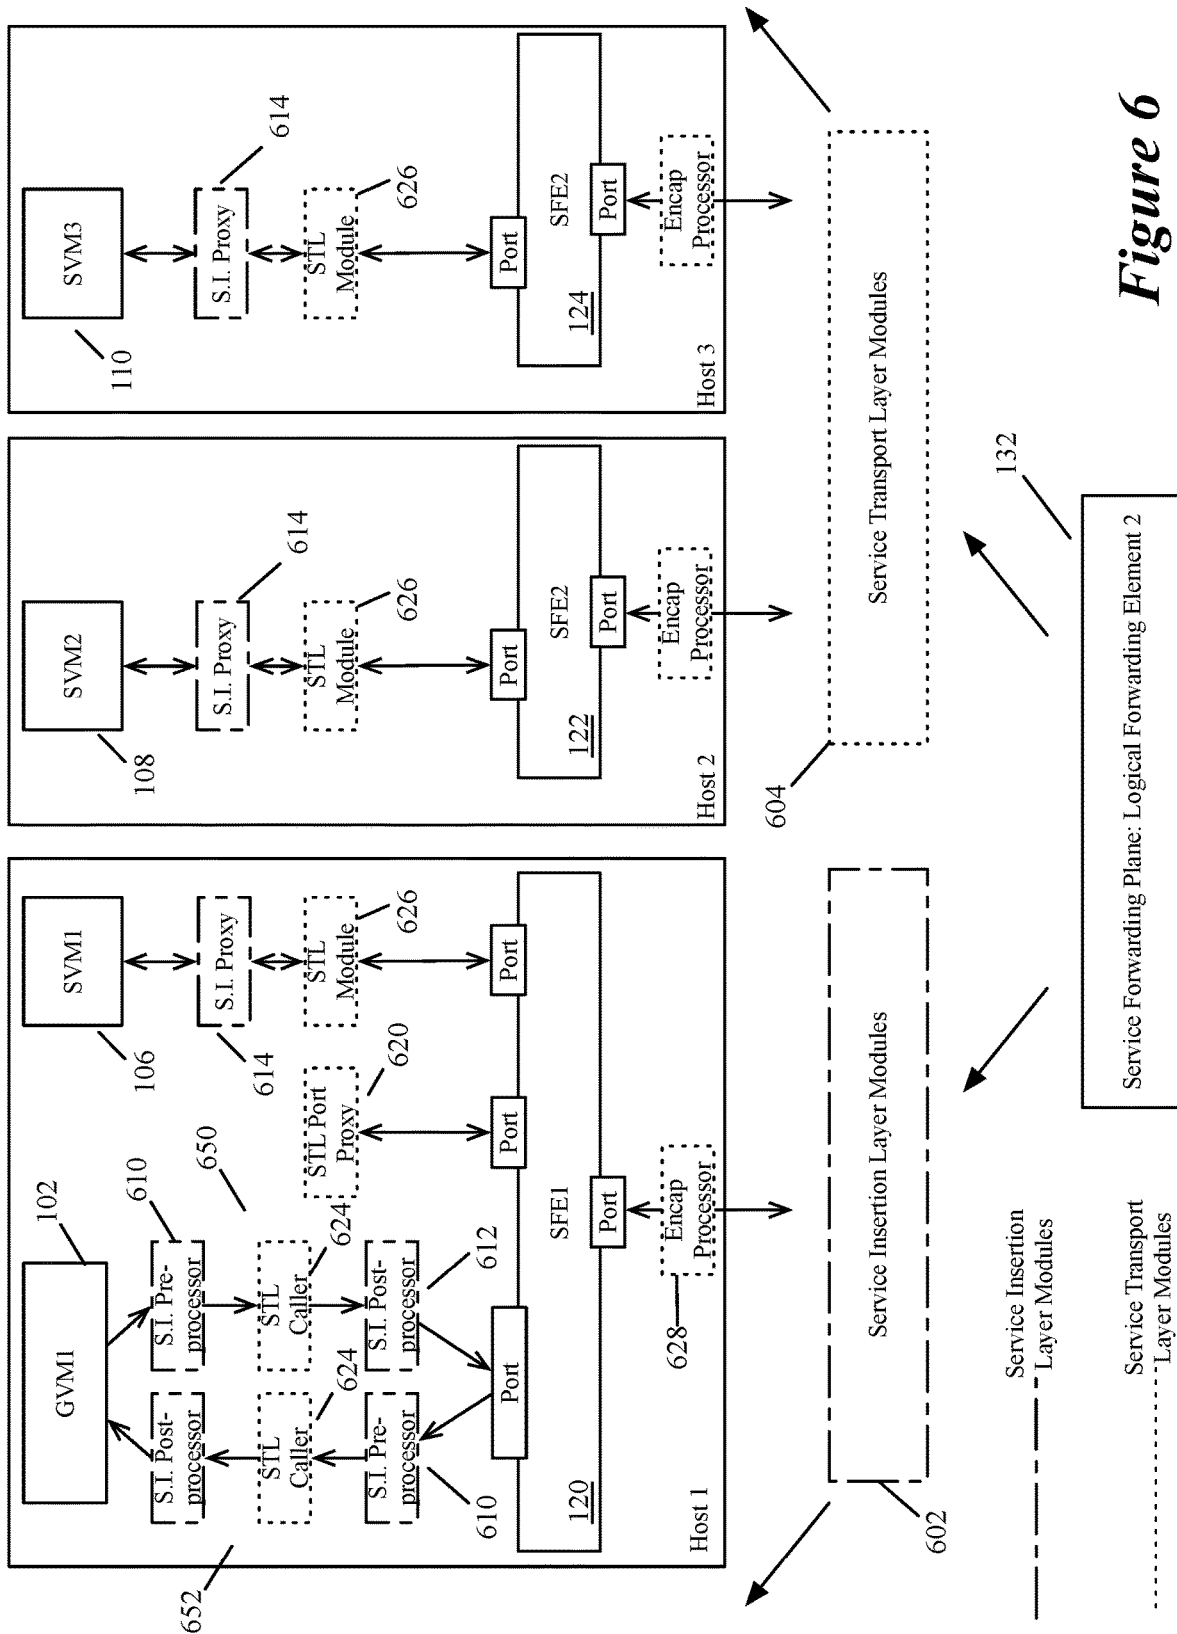 GVM1
102
SVM1
106
S.I. Post-
processor
S.I. Pre-
processor
610
650
652
S.I. Proxy
614
STL
Caller
624
STL
Caller
624
STL Port
Proxy
620
STL
Module
626
S.I. Pre-
processor
610
S.I. Post-
processor
612
Port
Port
Port
120
SFE1
Port
Host 1
628
Encap
Processor
SVM2
108
S.I. Proxy
614
STL
Module
626
Port
122
SFE2
Port
Host 2
Encap
Processor
SVM3
110
S.I. Proxy
614
STL
Module
626
Port
124
SFE2
Port
Host 3
Encap
Processor
Service Insertion Layer Modules
602
Service Transport Layer Modules
604
Service Insertion
Layer Modules
Service Transport
Layer Modules
Service Forwarding Plane: Logical Forwarding Element 2
132
Figure 6